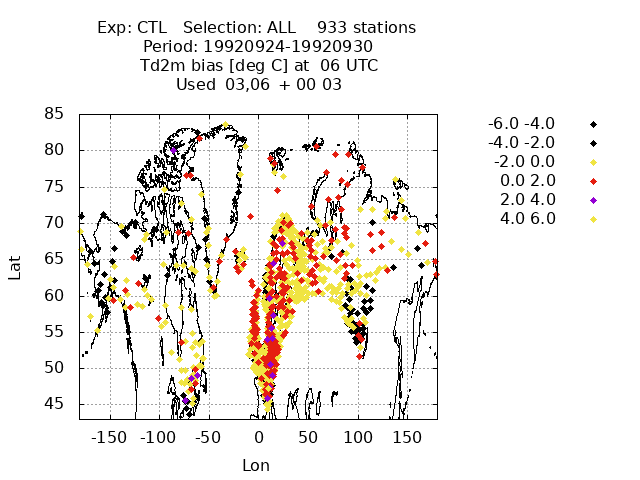 Exp: CTL Selection: ALL 933 stations
Period: 19920924-19920930
Td2m bias [deg C] at 06 UTC
Used 03,06 + 00 03
85
80
75
70
65
60
55
50
45
Lat
-150 -100 -50 0 50 100 150
Lon
-6.0 -4.0
-4.0 -2.0
-2.0 0.0
0.0 2.0
2.0 4.0
4.0 6.0